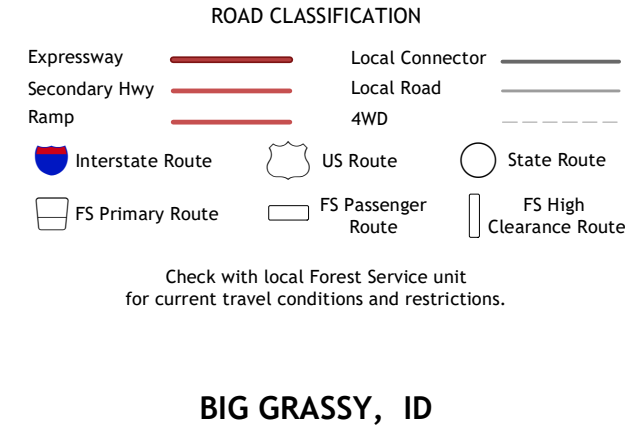 ROAD CLASSIFICATION
Expressway
Local Connector
Secondary Hwy
Local Road
Ramp
4WD
Interstate Route
US Route
State Route
FS Primary Route
FS Passenger
Route
FS High
Clearance Route
Check with local Forest Service unit
for current travel conditions and restrictions.
BIG GRASSY, ID